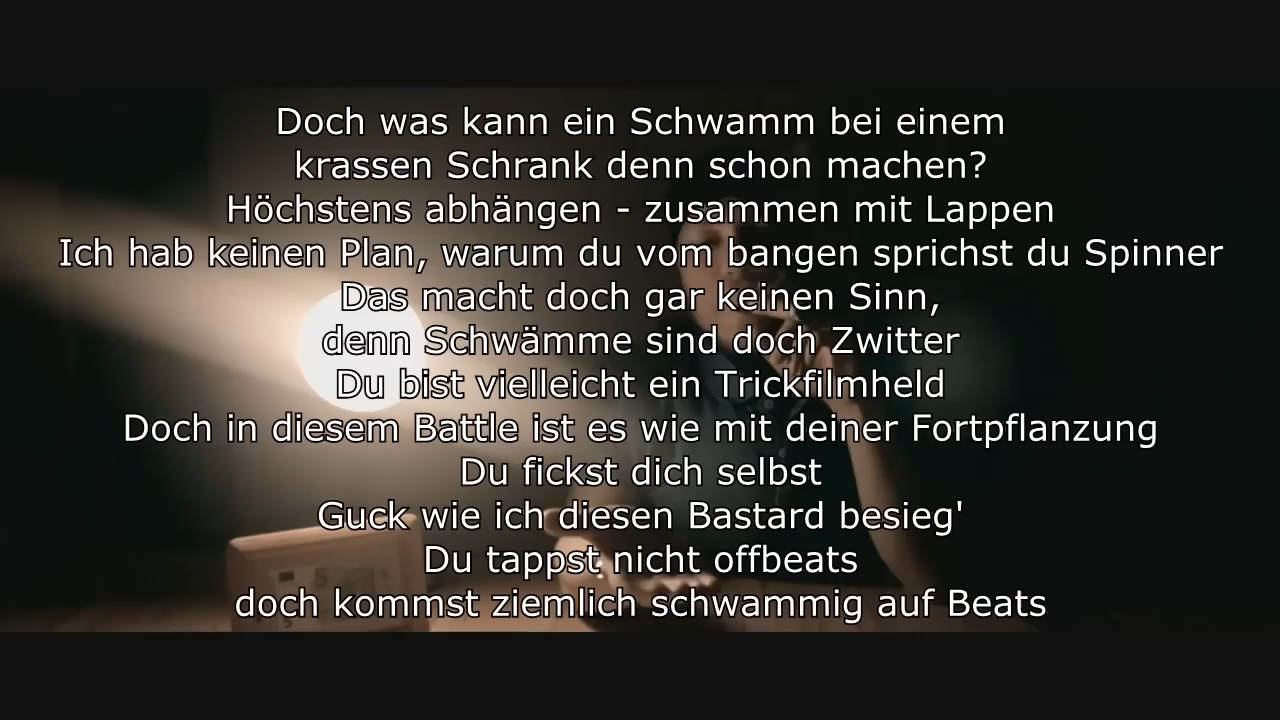 Doch was kann ein Schwamm bei einem
krassen Schrank denn schon machen?
Höchstens abhängen - zusammen mit Lappen
Ich hab keinen Plan, warum du vom bangen sprichst du Spinner
Das macht doch gar keinen Sinn,
denn Schwämme sind doch Zwitter
Du bist vielleicht ein Trickfilmheld
Doch in diesem Battle ist es wie mit deiner Fortpflanzung
Du fickst dich selbst
Guck wie ich diesen Bastard besieg'
Du tappst nicht offbeats
doch kommst ziemlich schwammig auf Beats